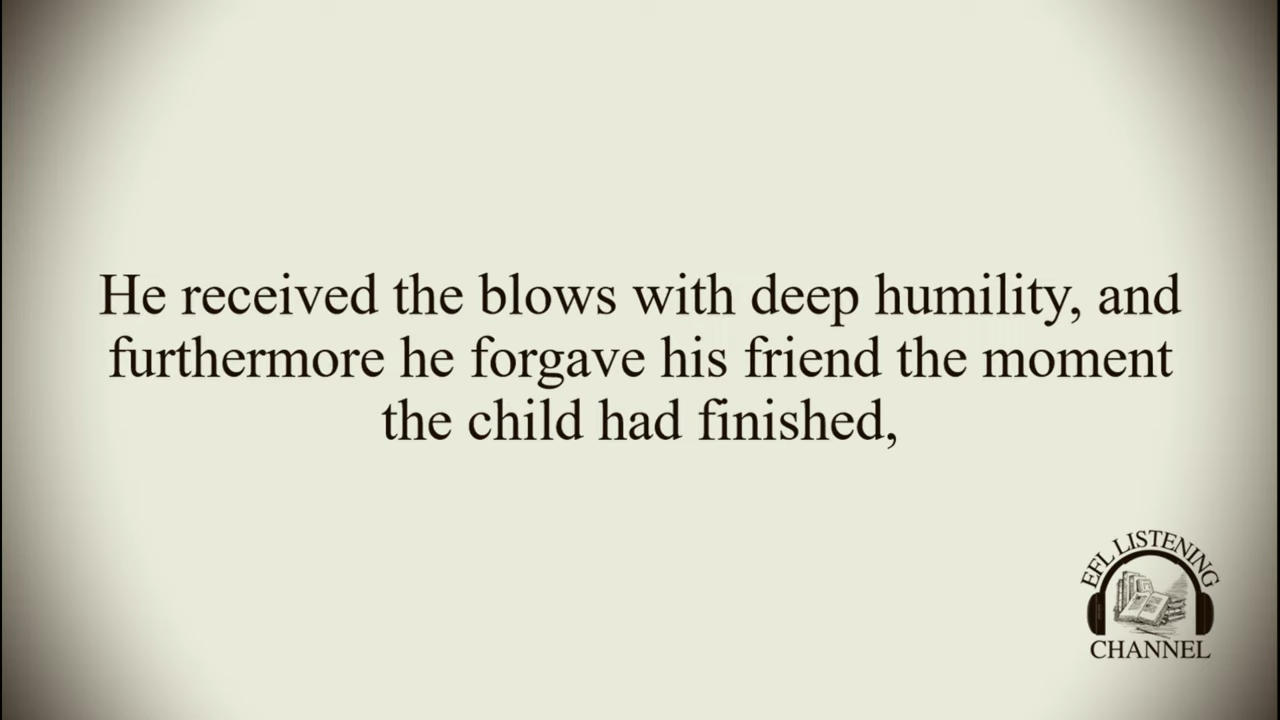 He received the blows with deep humility, and
furthermore he forgave his friend the moment
the child had finished,
EFL LISTENING
CHANNEL